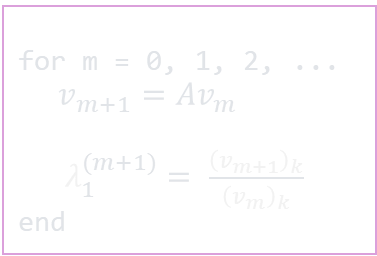 for m = 0, 1, 2, ...
v_{m+1} = Av_m
λ_1^{(m+1)} = (v_{m+1})_k / (v_m)_k
end